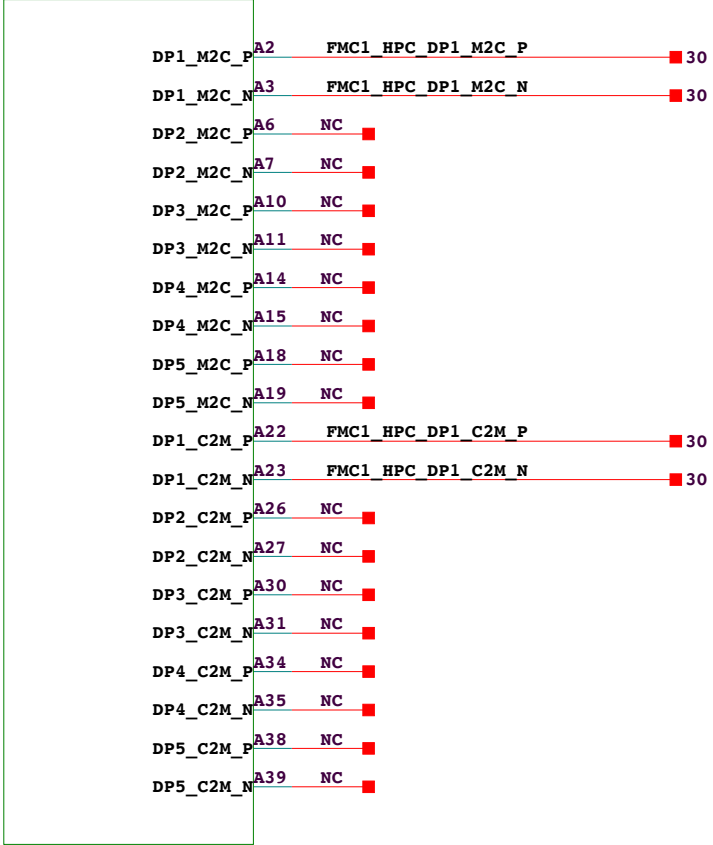 DP1_M2C_P A2 FMC1_HPC_DP1_M2C_P 30
DP1_M2C_N A3 FMC1_HPC_DP1_M2C_N 30
DP2_M2C_P A6 NC
DP2_M2C_N A7 NC
DP3_M2C_P A10 NC
DP3_M2C_N A11 NC
DP4_M2C_P A14 NC
DP4_M2C_N A15 NC
DP5_M2C_P A18 NC
DP5_M2C_N A19 NC
DP1_C2M_P A22 FMC1_HPC_DP1_C2M_P 30
DP1_C2M_N A23 FMC1_HPC_DP1_C2M_N 30
DP2_C2M_P A26 NC
DP2_C2M_N A27 NC
DP3_C2M_P A30 NC
DP3_C2M_N A31 NC
DP4_C2M_P A34 NC
DP4_C2M_N A35 NC
DP5_C2M_P A38 NC
DP5_C2M_N A39 NC